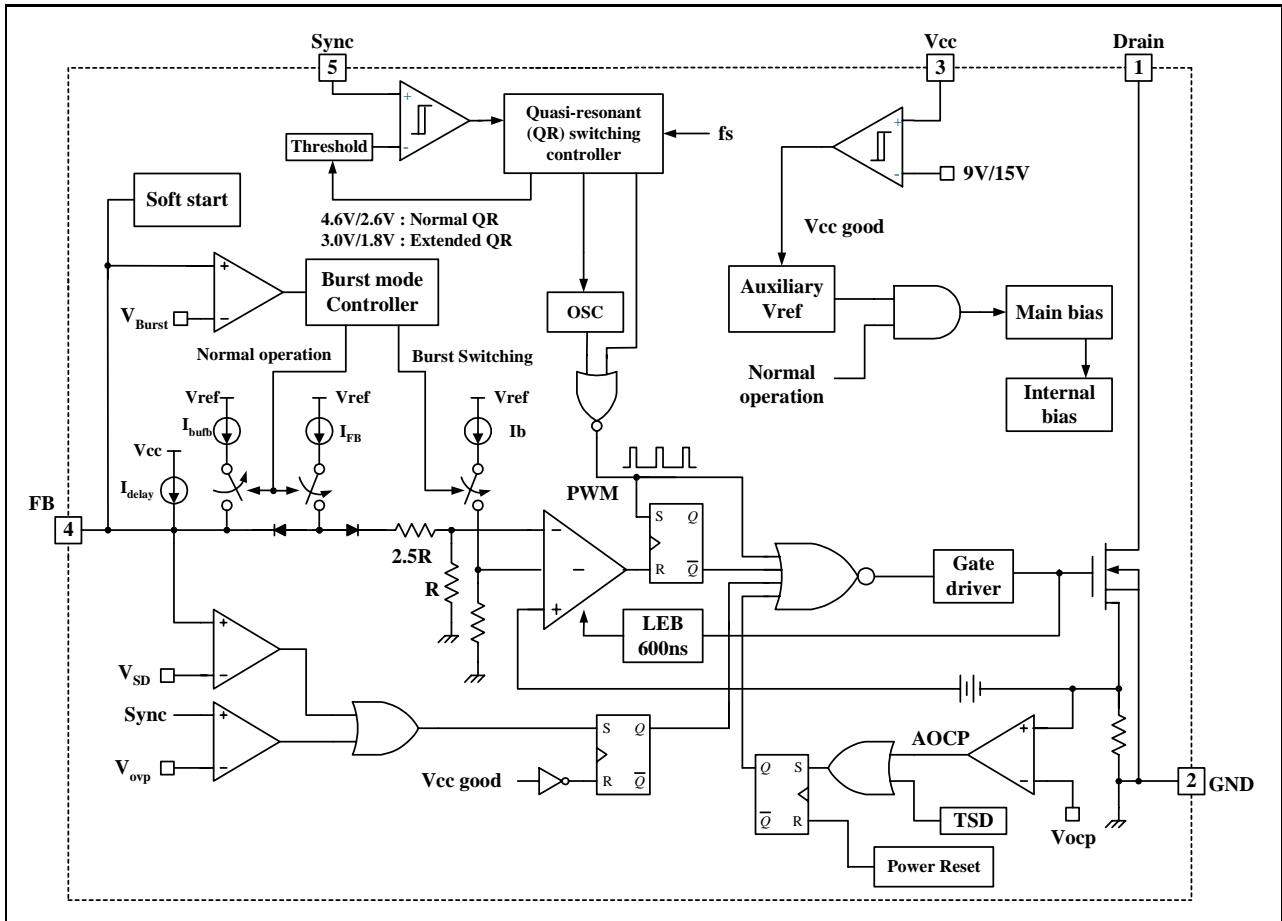 Sync
Vcc
Drain
5
3
1
+
-
Threshold
Quasi-resonant
(QR) switching
controller
fs
+
-
9V/15V
Soft start
4.6V/2.6V : Normal QR
3.0V/1.8V : Extended QR
Vcc good
+
−
V_Burst
Burst mode
Controller
OSC
Auxiliary
Vref
Main bias
Normal operation
Burst Switching
Normal
operation
Internal
bias
Vref
Vref
Vref
I_bufb
I_FB
Ib
Vcc
I_delay
FB
4
PWM
2.5R
R
−
−
+
S
Q
R
Q̅
Gate
driver
LEB
600ns
+
−
V_SD
Sync
+
−
V_ovp
S
Q
R
Q̅
Vcc good
AOCP
+
−
Q
S
Q̅
R
TSD
Vocp
Power Reset
2
GND